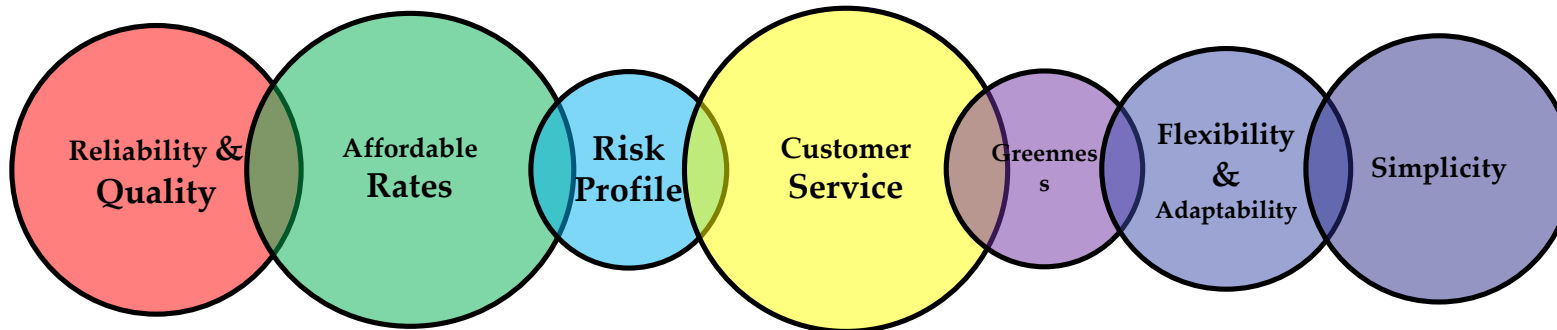 Reliability &
Quality
Affordable
Rates
Risk
Profile
Customer
Service
Greennes
s
Flexibility
&
Adaptability
Simplicity